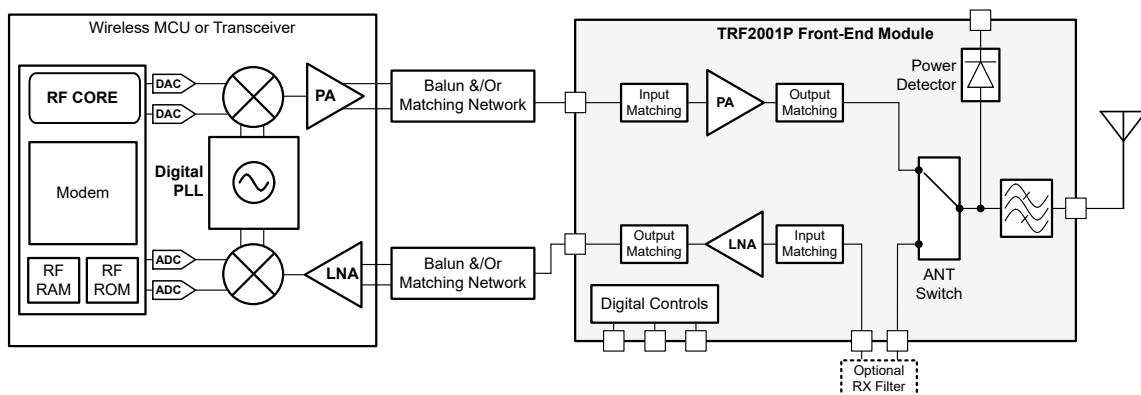 Wireless MCU or Transceiver
RF CORE
DAC
DAC
PA
Digital
PLL
Modem
RF
RAM
RF
ROM
ADC
ADC
LNA
Balun &/Or
Matching Network
Balun &/Or
Matching Network
TRF2001P Front-End Module
Input
Matching
PA
Output
Matching
Power
Detector
Output
Matching
LNA
Input
Matching
ANT
Switch
Digital Controls
Optional
RX Filter